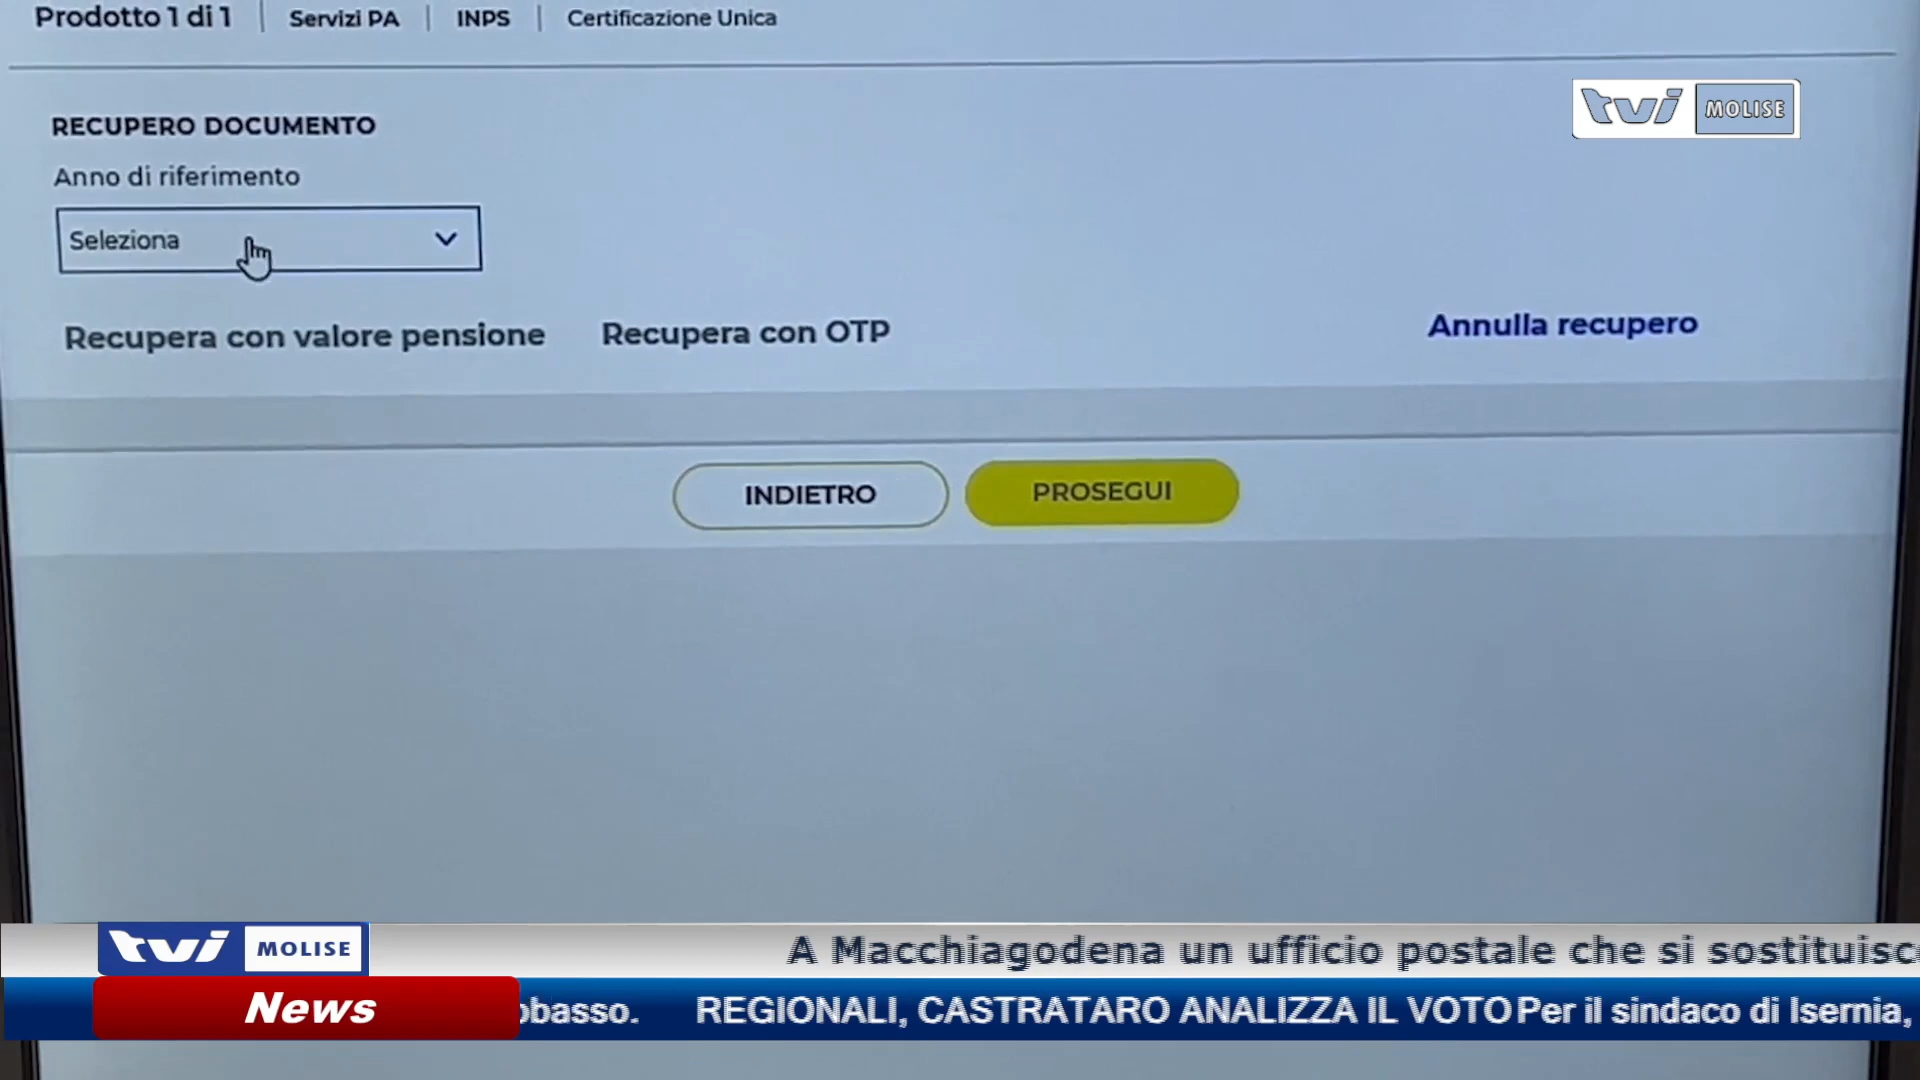 Prodotto 1 di 1 | Servizi PA | INPS | Certificazione Unica
tvi MOLISE
RECUPERO DOCUMENTO
Anno di riferimento
Seleziona
Recupera con valore pensione
Recupera con OTP
Annulla recupero
INDIETRO
PROSEGUI
tvi MOLISE
A Macchiagodena un ufficio postale che si sostituisc
News
obasso. REGIONALI, CASTRATARO ANALIZZA IL VOTO Per il sindaco di Isernia,